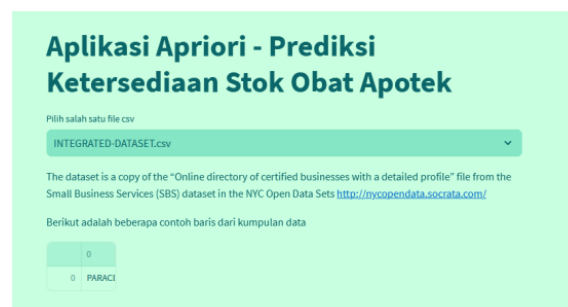 Aplikasi Apriori - Prediksi
Ketersediaan Stok Obat Apotek
Pilih salah satu file csv
INTEGRATED-DATASET.csv
The dataset is a copy of the “Online directory of certified businesses with a detailed profile” file from the
Small Business Services (SBS) dataset in the NYC Open Data Sets http://nycopendata.socrata.com/
Berikut adalah beberapa contoh baris dari kumpulan data
0
0 PARACI